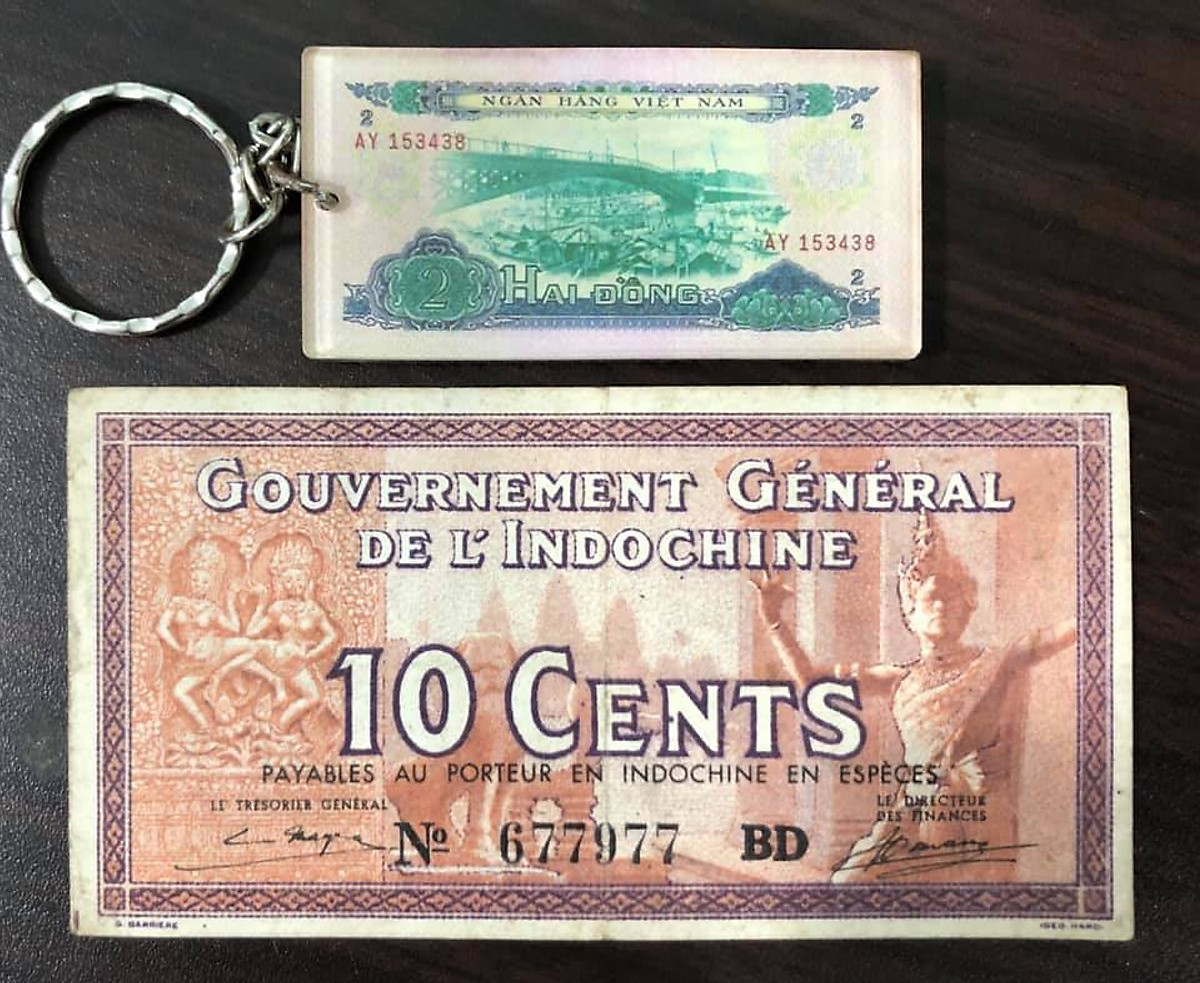 NGÂN HÀNG VIỆT NAM
2
2
AY 153438
AY 153438
2
2 HAI ĐỒNG
GOUVERNEMENT GÉNÉRAL
DE L'INDOCHINE
10 CENTS
PAYABLES AU PORTEUR EN INDOCHINE EN ESPÈCES
LE TRÉSORIER GÉNÉRAL
LE DIRECTEUR
DES FINANCES
Nº 677977 BD
G. BARRIÈRE